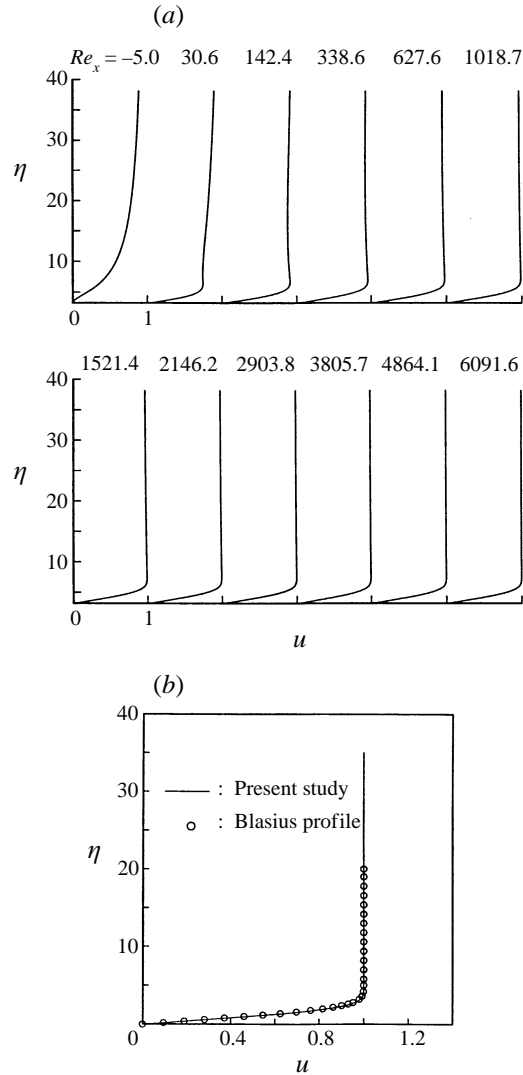 (a)
Re_x = –5.0 30.6 142.4 338.6 627.6 1018.7
40
30
η
20
10
0 1
1521.4 2146.2 2903.8 3805.7 4864.1 6091.6
40
30
η
20
10
0 1
u
(b)
40
30
— : Present study
○ : Blasius profile
η
20
10
0
0.4 0.8 1.2
u